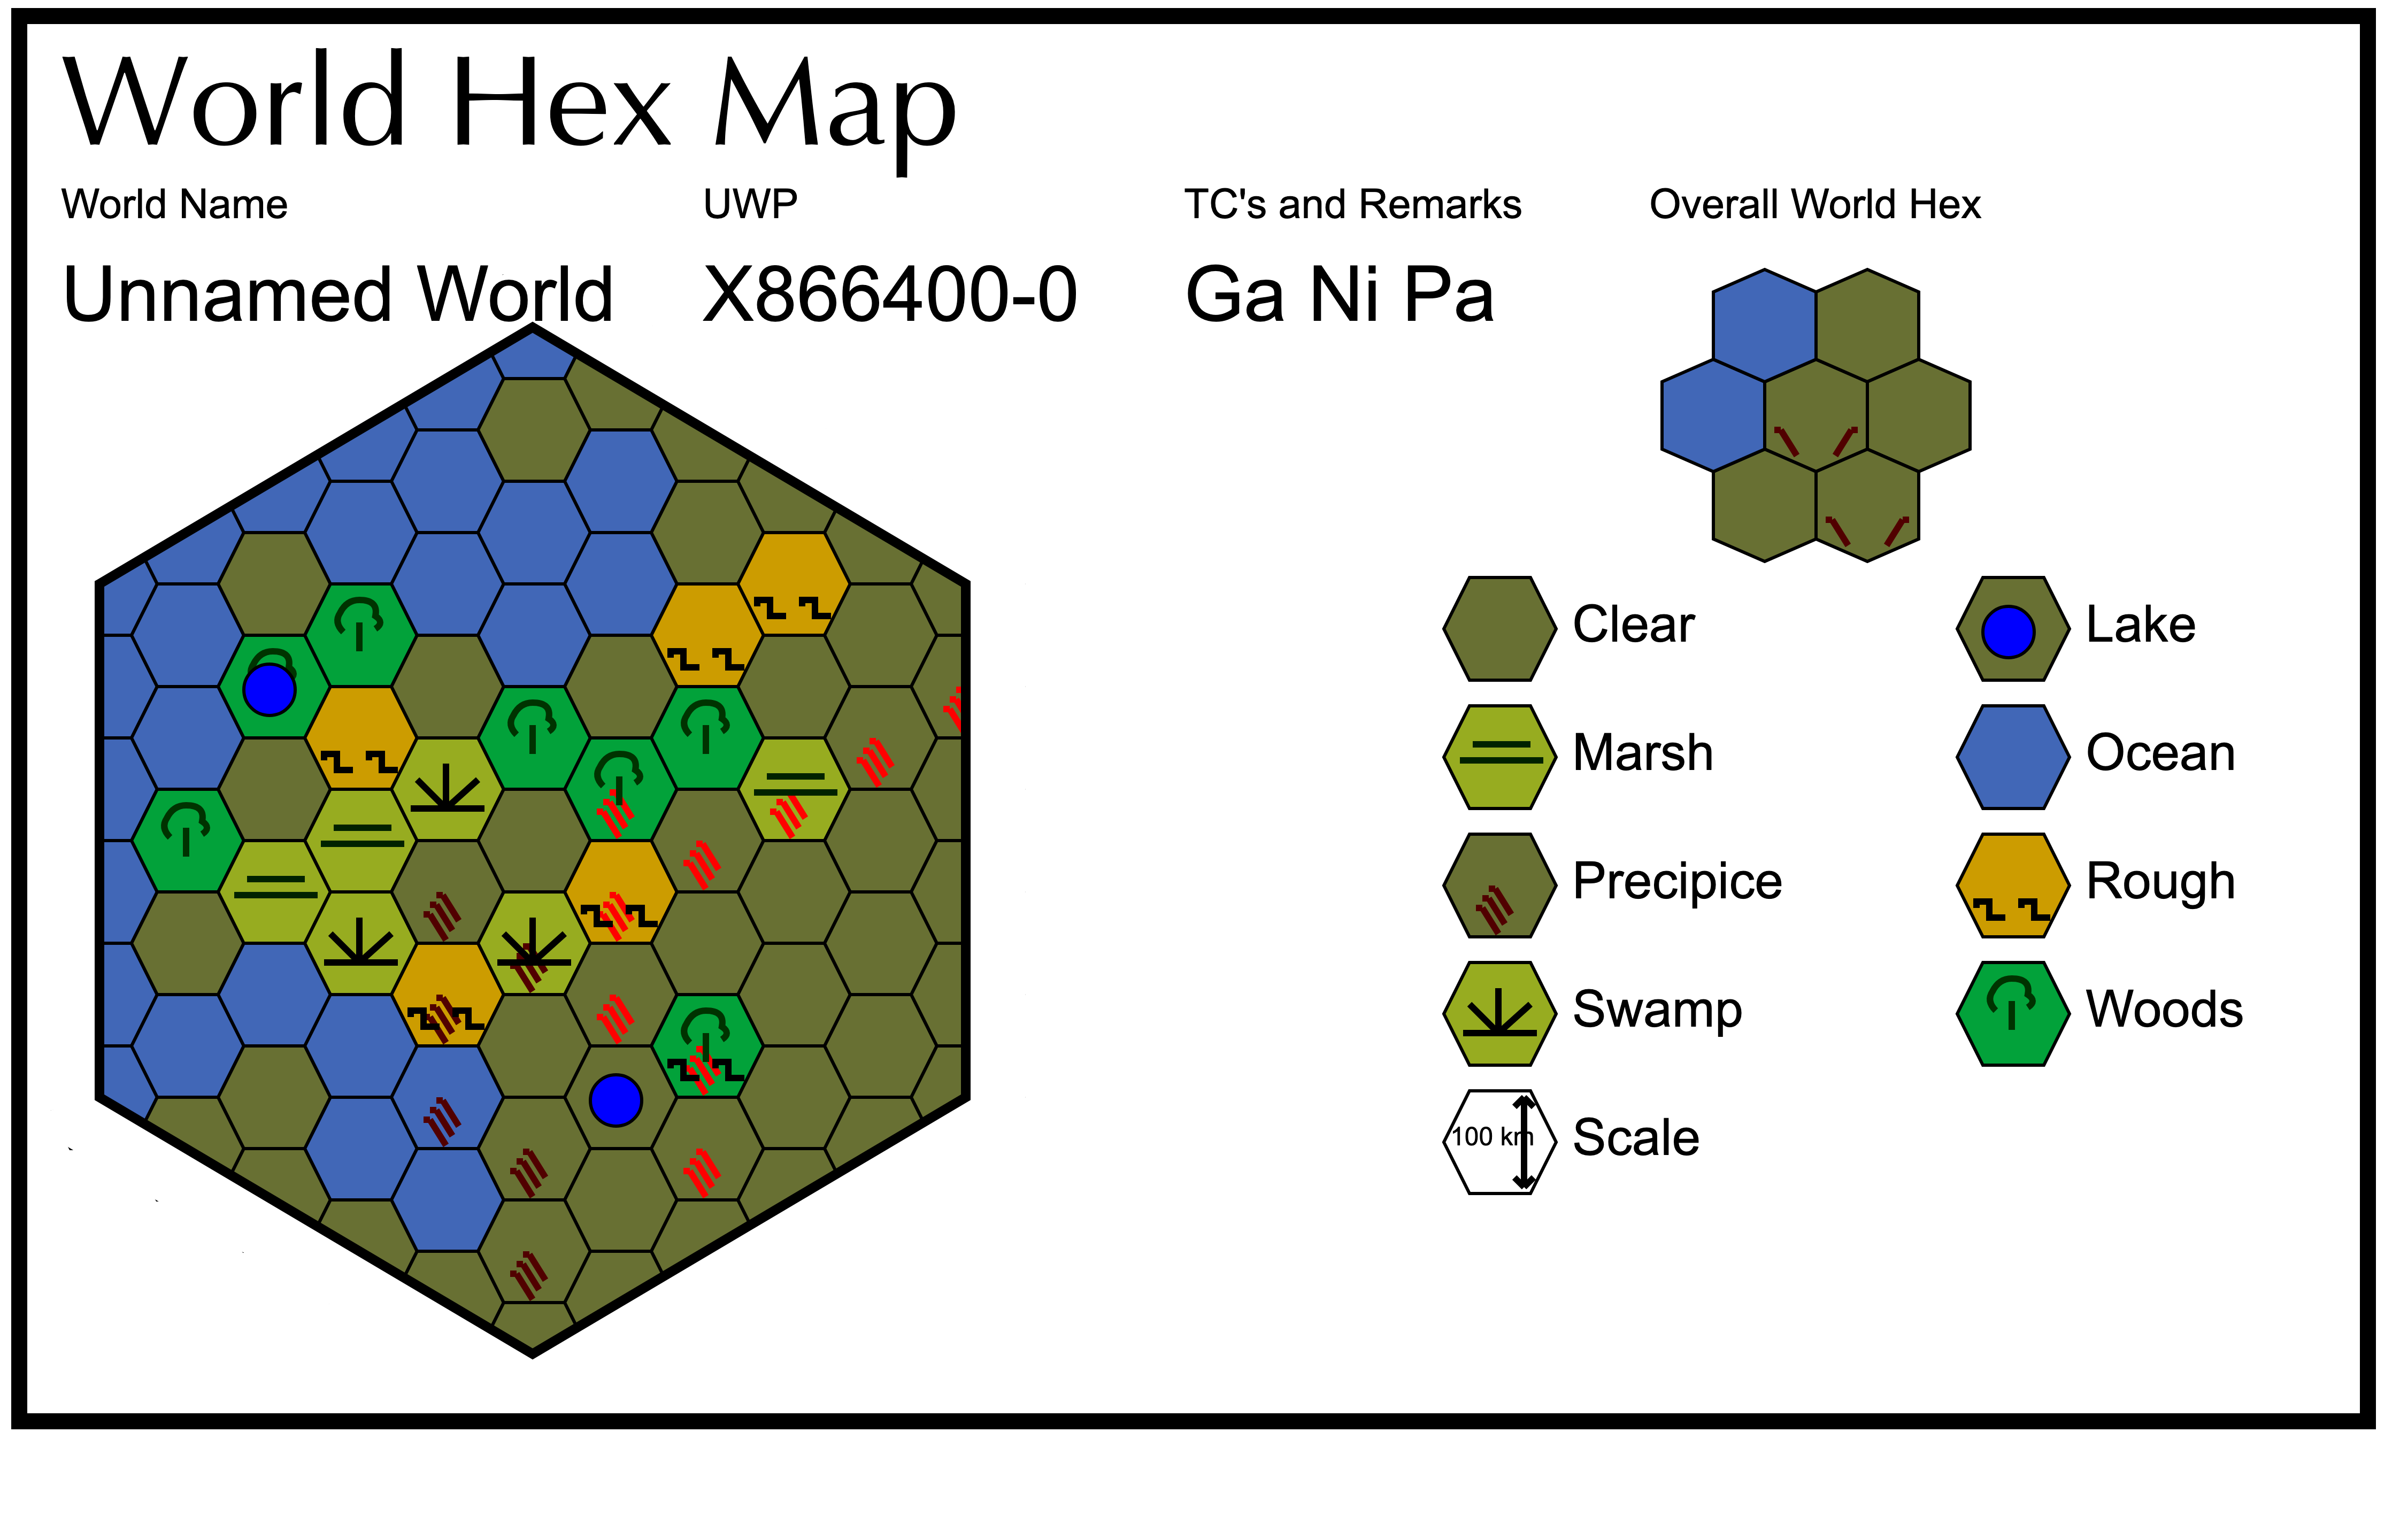 World Hex Map
World Name UWP TC's and Remarks Overall World Hex
Unnamed World X866400-0 Ga Ni Pa
Clear Lake
Marsh Ocean
Precipice Rough
Swamp Woods
100 km Scale